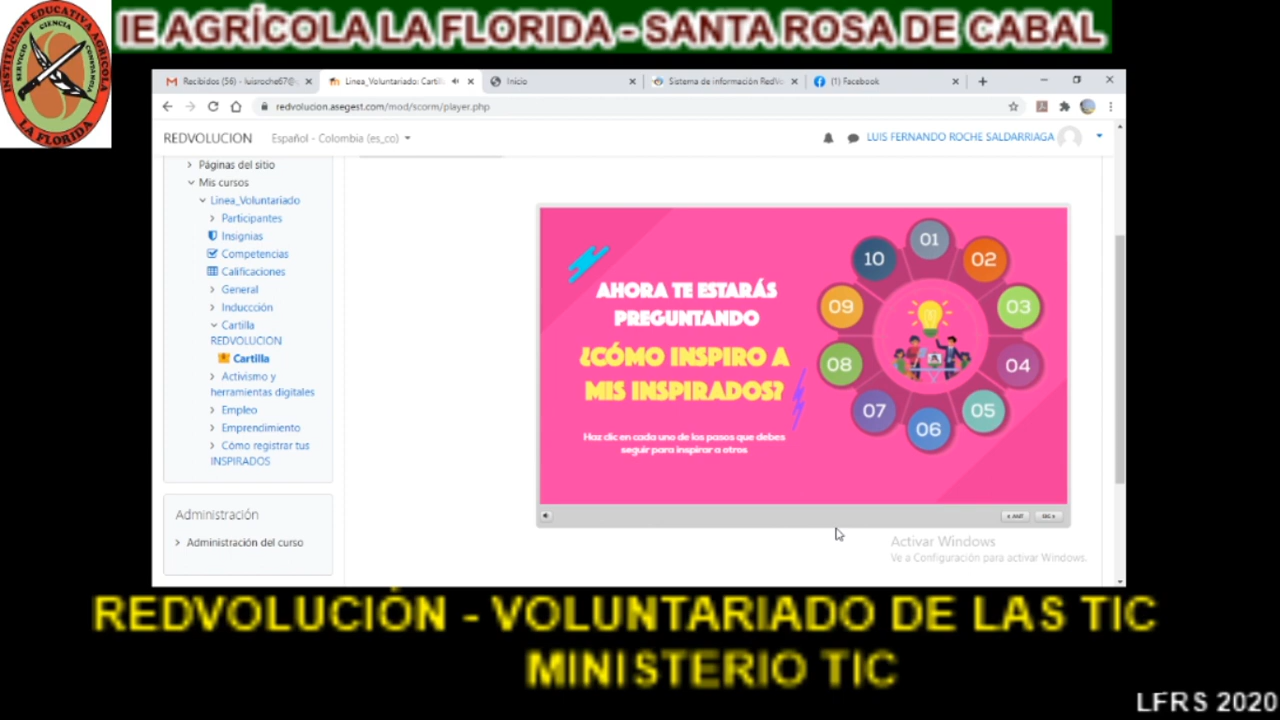 IE AGRÍCOLA LA FLORIDA - SANTA ROSA DE CABAL
INSTITUCIÓN EDUCATIVA AGRÍCOLA
CIENCIA
SERVICIO
CONSTANCIA
LA FLORIDA
Recibidos (56) - luisroche67@
Linea_Voluntariado: Cartill
Inicio
Sistema de información RedVo
(1) Facebook
redvolucion.asegest.com/mod/scorm/player.php
REDVOLUCION
Español - Colombia (es_co)
LUIS FERNANDO ROCHE SALDARRIAGA
Páginas del sitio
Mis cursos
Linea_Voluntariado
Participantes
Insignias
Competencias
Calificaciones
General
Induccción
Cartilla
REDVOLUCION
Cartilla
Activismo y
herramientas digitales
Empleo
Emprendimiento
Cómo registrar tus
INSPIRADOS
Administración
Administración del curso
AHORA TE ESTARÁS
PREGUNTANDO
¿CÓMO INSPIRO A
MIS INSPIRADOS?
Haz clic en cada uno de los pasos que debes
seguir para inspirar a otros
01
02
03
04
05
06
07
08
09
10
Activar Windows
Ve a Configuración para activar Windows.
REDVOLUCIÓN - VOLUNTARIADO DE LAS TIC
MINISTERIO TIC
LFRS 2020